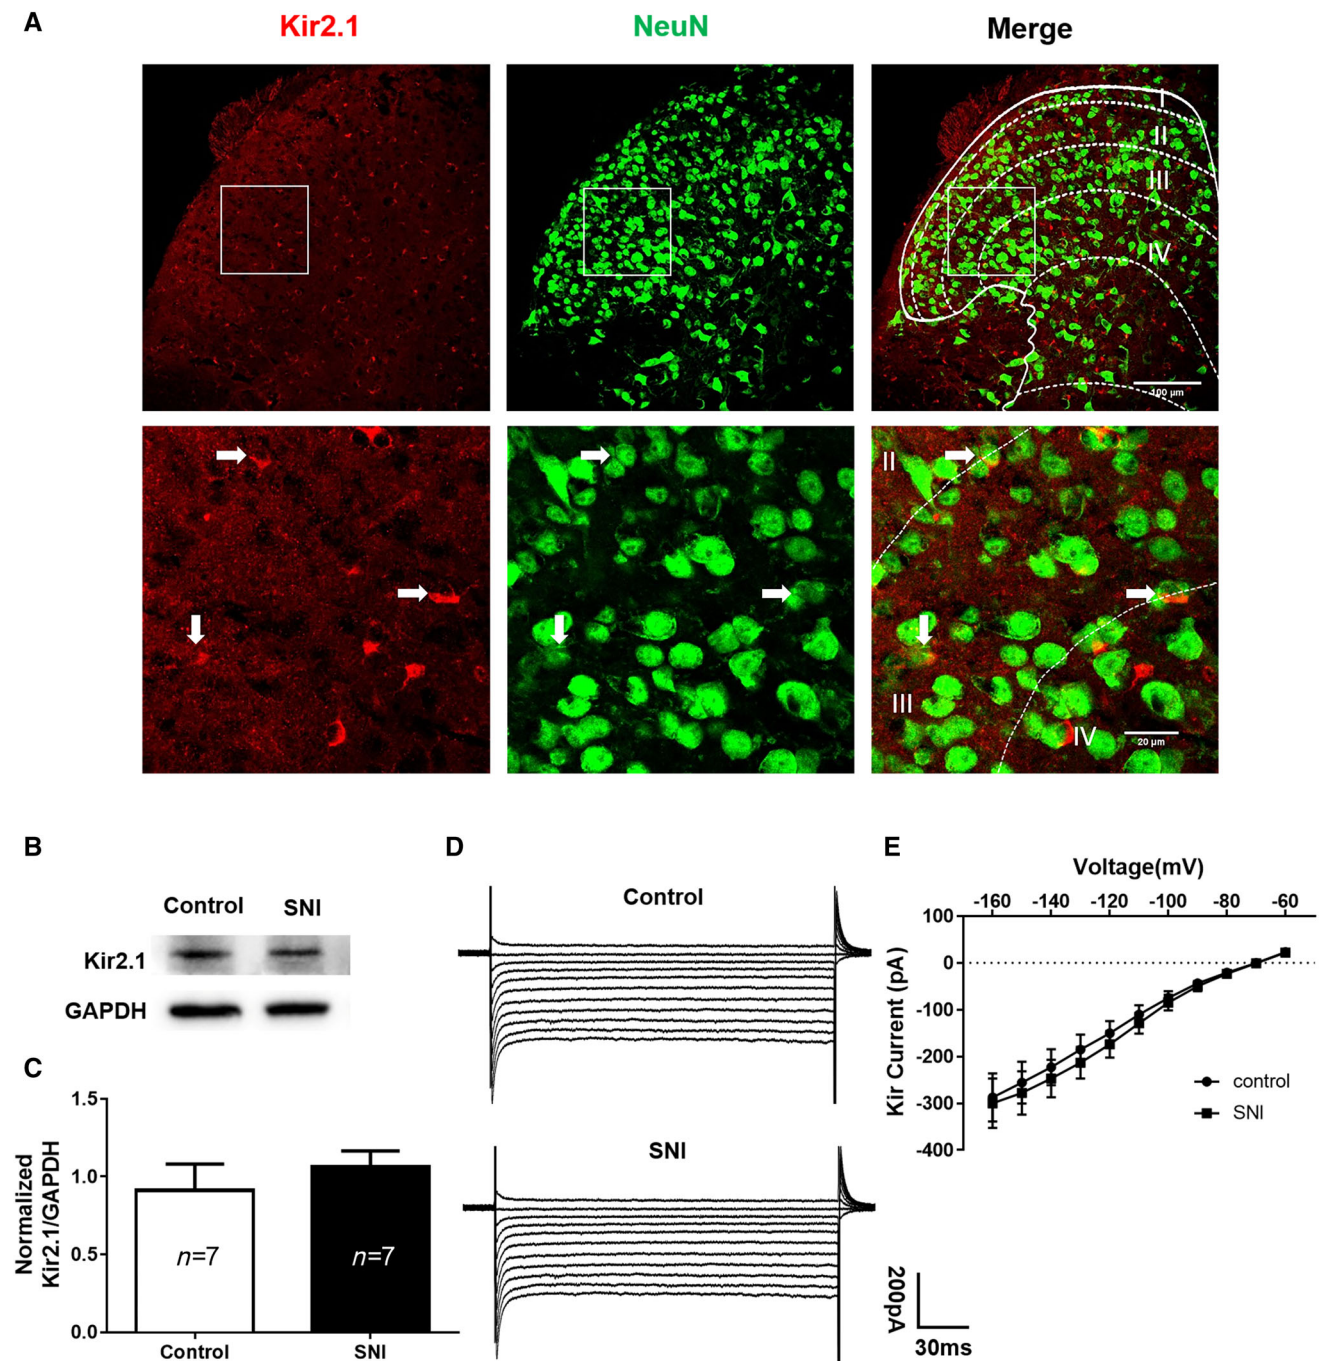 A
Kir2.1 NeuN Merge
I
II
III
IV
100 µm
II
III
IV
20 µm
B
Control SNI
Kir2.1
GAPDH
C
Normalized
Kir2.1/GAPDH
1.5
1.0
0.5
0.0
n=7 n=7
Control SNI
D
Control
SNI
E
Voltage(mV)
-160 -140 -120 -100 -80 -60
Kir Current (pA)
100
0
-100
-200
-300
-400
control
SNI
200pA
30ms